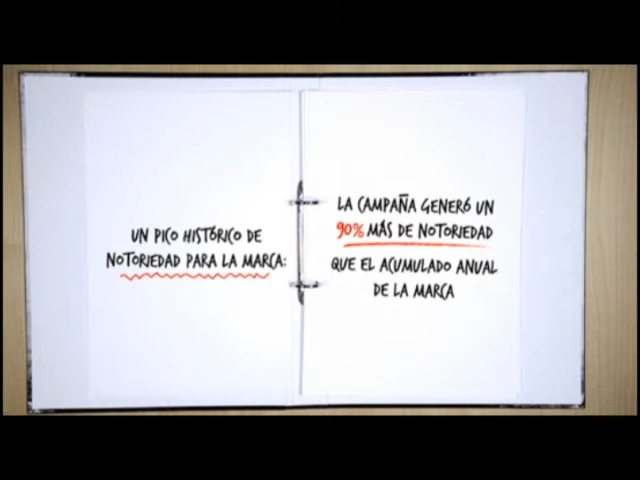 UN PICO HISTÓRICO DE
NOTORIEDAD PARA LA MARCA:
LA CAMPAÑA GENERÓ UN
90% MÁS DE NOTORIEDAD
QUE EL ACUMULADO ANUAL
DE LA MARCA